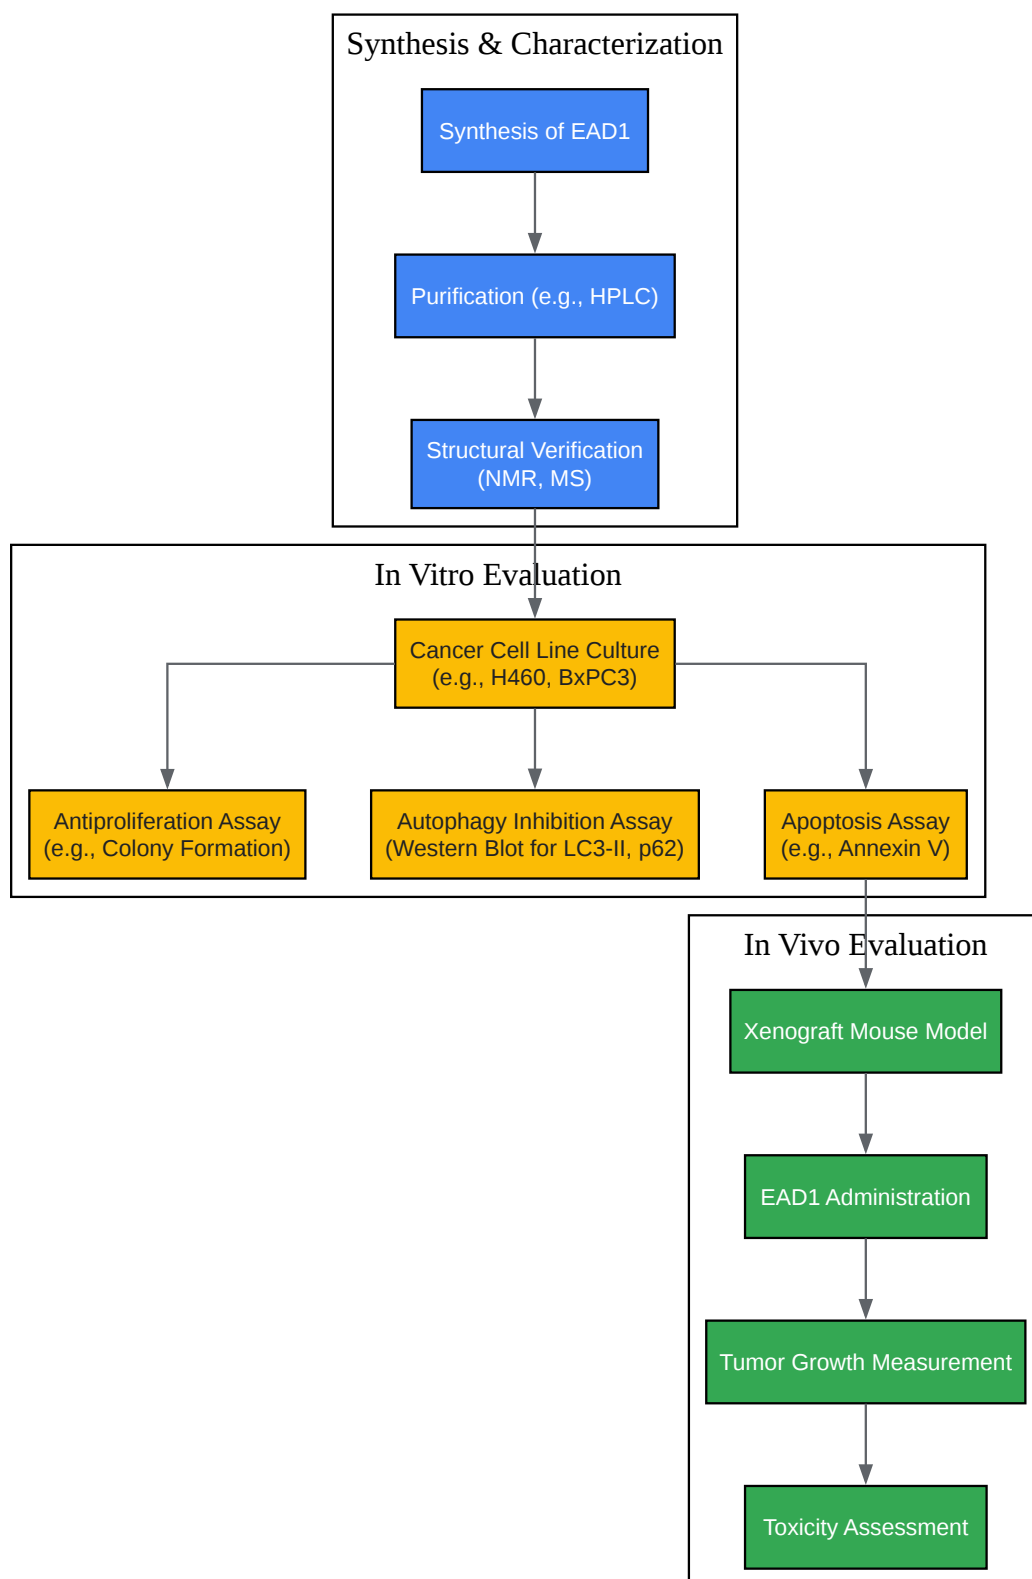 Synthesis & Characterization
Synthesis of EAD1
Purification (e.g., HPLC)
Structural Verification
(NMR, MS)
In Vitro Evaluation
Cancer Cell Line Culture
(e.g., H460, BxPC3)
Antiproliferation Assay
(e.g., Colony Formation)
Autophagy Inhibition Assay
(Western Blot for LC3-II, p62)
Apoptosis Assay
(e.g., Annexin V)
In Vivo Evaluation
Xenograft Mouse Model
EAD1 Administration
Tumor Growth Measurement
Toxicity Assessment